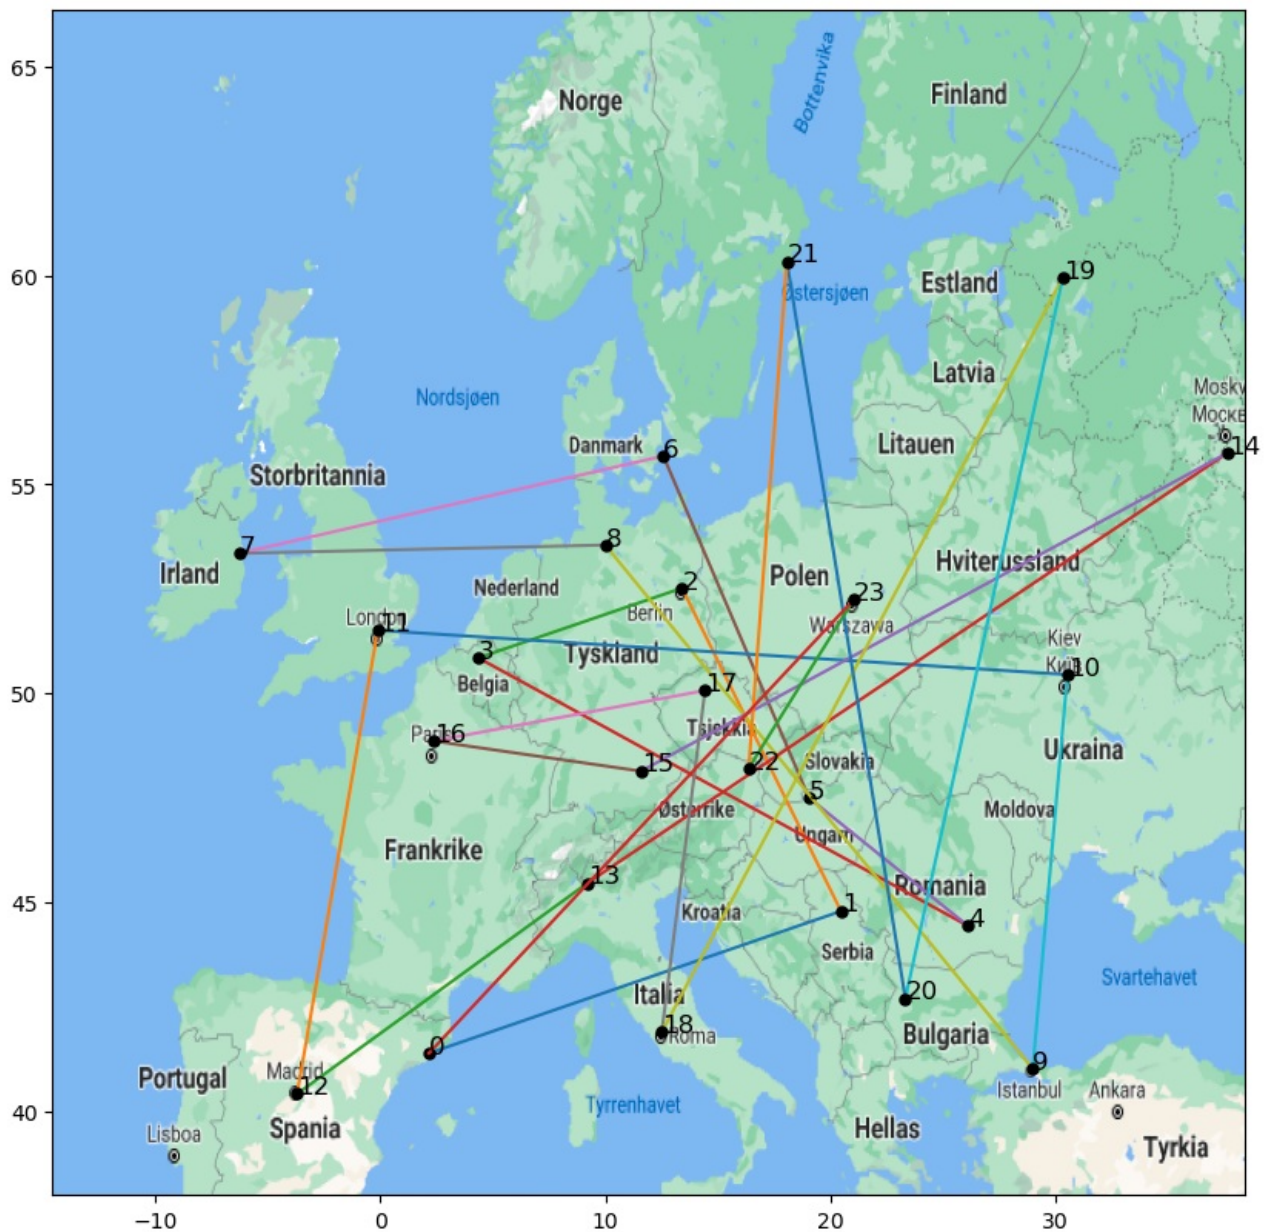 65
Norge
Finland
Bottenvika
21
60
19
Estland
Østersjøen
Latvia
Nordsjøen
Moskv
Москв
Danmark
6
Litauen
14
Storbritannia
55
7
8
Irland
Nederland
2
Polen
Hviterussland
23
Berlin
London
11
Warszawa
Kiev
3
Tyskland
Київ
10
Belgia
50
17
Paris
16
Tsjekkia
15
22
Slovakia
Ukraina
5
Østerrike
Moldova
Frankrike
Ungarn
13
Romania
45
Kroatia
1
4
Serbia
Svartehavet
20
Italia
18
Roma
Bulgaria
0
9
Madrid
12
Portugal
Istanbul
Ankara
40
Tyrrenhavet
Lisboa
Spania
Hellas
Tyrkia
−10
0
10
20
30